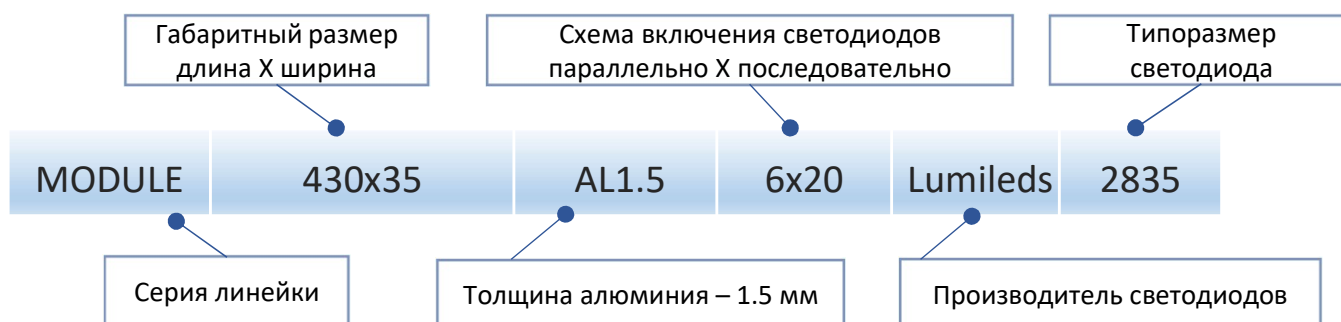 Габаритный размер
длина X ширина
Схема включения светодиодов
параллельно X последовательно
Типоразмер
светодиода
MODULE 430x35 AL1.5 6x20 Lumileds 2835
Серия линейки
Толщина алюминия – 1.5 мм
Производитель светодиодов